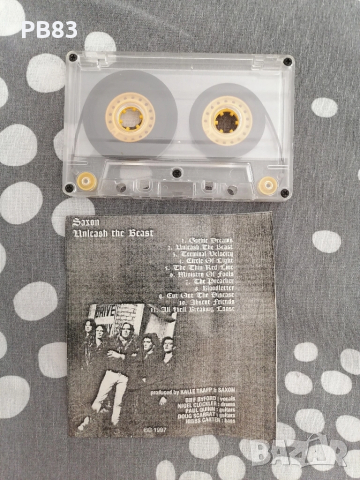 PB83
Saxon
Unleash the Beast
1. Gothic Dreams
2. Unleash The Beast
3. Terminal Velocity
4. Circle Of Light
5. The Thin Red Line
6. Ministry Of Fools
7. The Preacher
8. Bloodletter
9. Cut Out The Disease
10. Absent Friends
11. All Hell Breaking Loose
produced by KALLE TRAPP & SAXON
BIFF BYFORD : vocals
NIGEL GLOCKLER : drums
PAUL QUINN : guitars
DOUG SCARRAT : guitars
NIBBS CARTER : bass
1997
BAZAR
bg